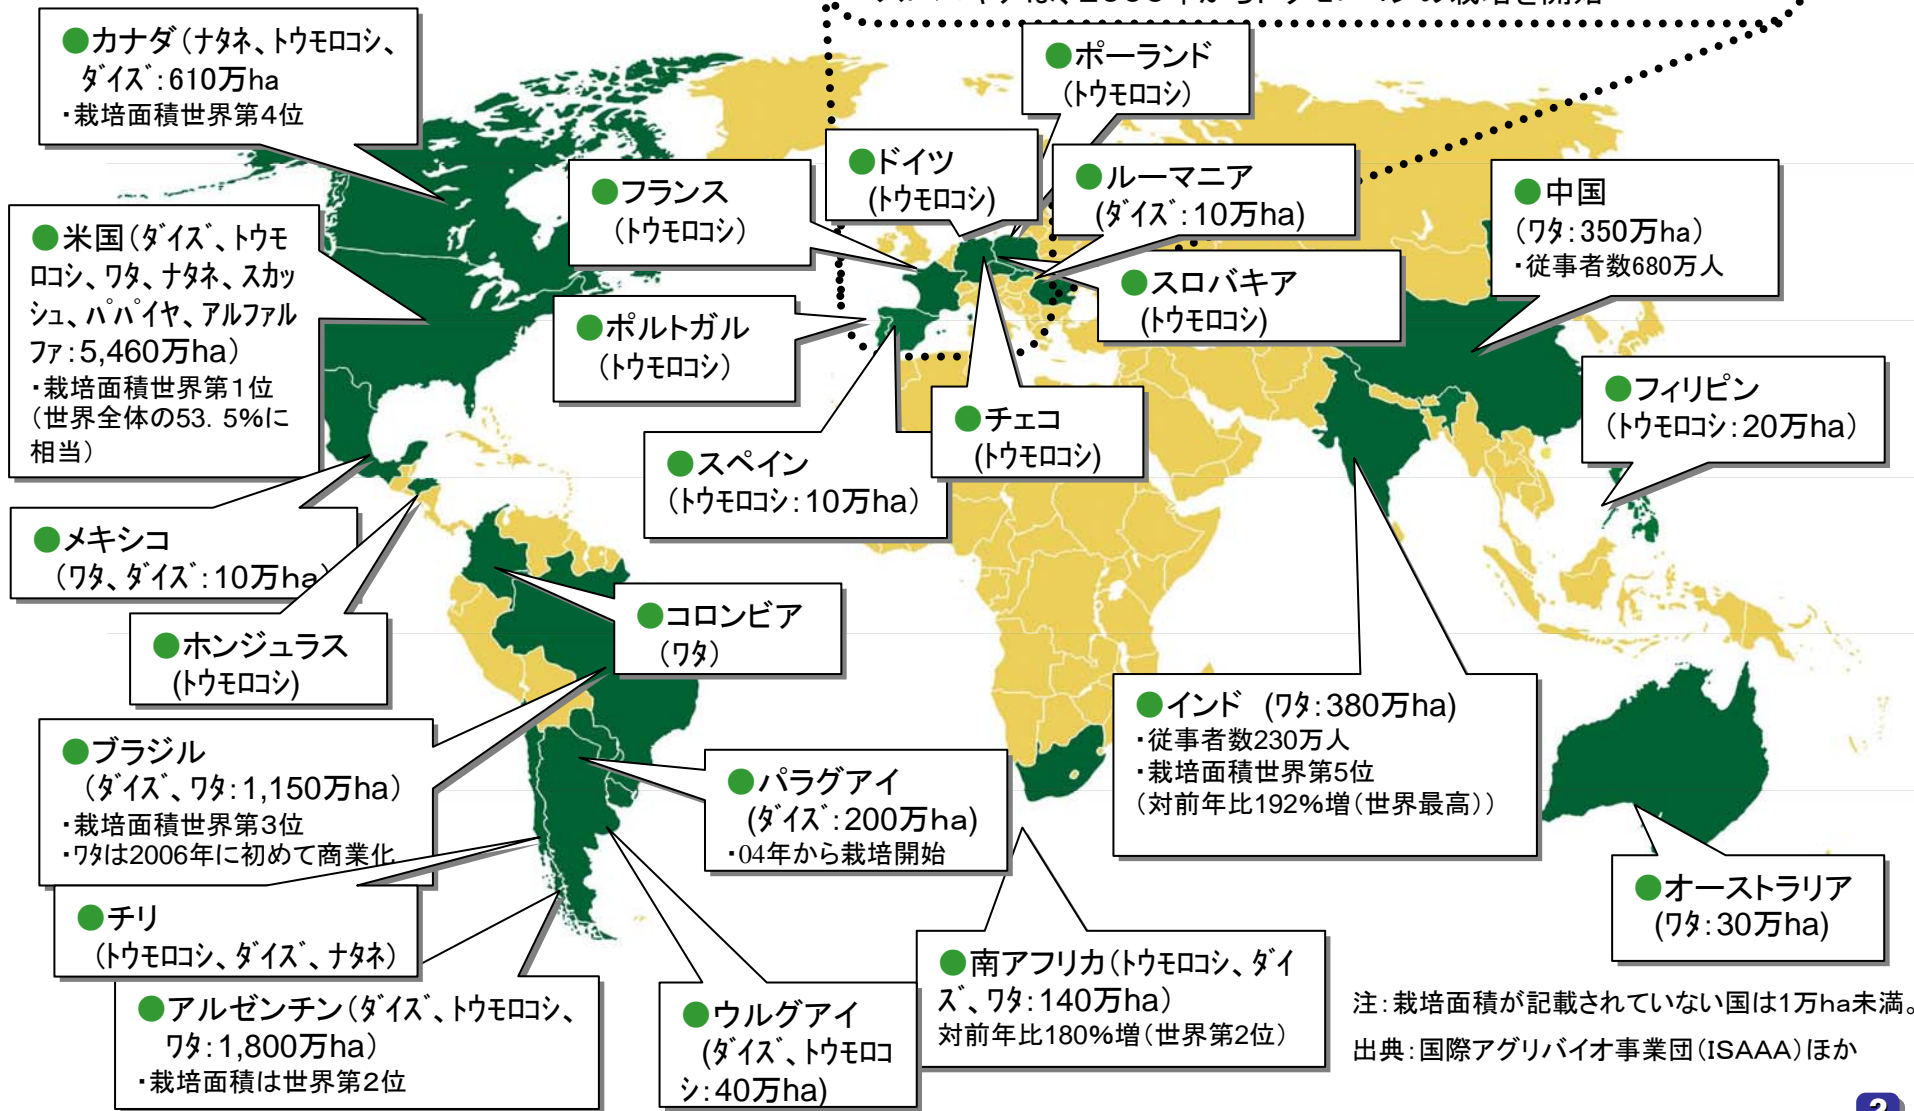 ●カナダ(ナタネ、トウモロコシ、
ダイズ:610万ha
・栽培面積世界第4位
●ポーランド
(トウモロコシ)
●ドイツ
(トウモロコシ)
●フランス
(トウモロコシ)
●ルーマニア
(ダイズ:10万ha)
●中国
(ワタ:350万ha)
・従事者数680万人
●米国(ダイズ、トウモ
ロコシ、ワタ、ナタネ、スカッ
シュ、パパイヤ、アルファル
ファ:5,460万ha)
・栽培面積世界第1位
(世界全体の53.5%に
相当)
●ポルトガル
(トウモロコシ)
●スロバキア
(トウモロコシ)
●チェコ
(トウモロコシ)
●フィリピン
(トウモロコシ:20万ha)
●スペイン
(トウモロコシ:10万ha)
●メキシコ
(ワタ、ダイズ:10万ha)
●ホンジュラス
(トウモロコシ)
●コロンビア
(ワタ)
●ブラジル
(ダイズ、ワタ:1,150万ha)
・栽培面積世界第3位
・ワタは2006年に初めて商業化
●パラグアイ
(ダイズ:200万ha)
・04年から栽培開始
●インド (ワタ:380万ha)
・従事者数230万人
・栽培面積世界第5位
(対前年比192%増(世界最高))
●オーストラリア
(ワタ:30万ha)
●チリ
(トウモロコシ、ダイズ、ナタネ)
●アルゼンチン(ダイズ、トウモロコシ、
ワタ:1,800万ha)
・栽培面積は世界第2位
●ウルグアイ
(ダイズ、トウモロコ
シ:40万ha)
●南アフリカ(トウモロコシ、ダイ
ズ、ワタ:140万ha)
対前年比180%増(世界第2位)
注:栽培面積が記載されていない国は1万ha未満。
出典:国際アグリバイオ事業団(ISAAA)ほか
2